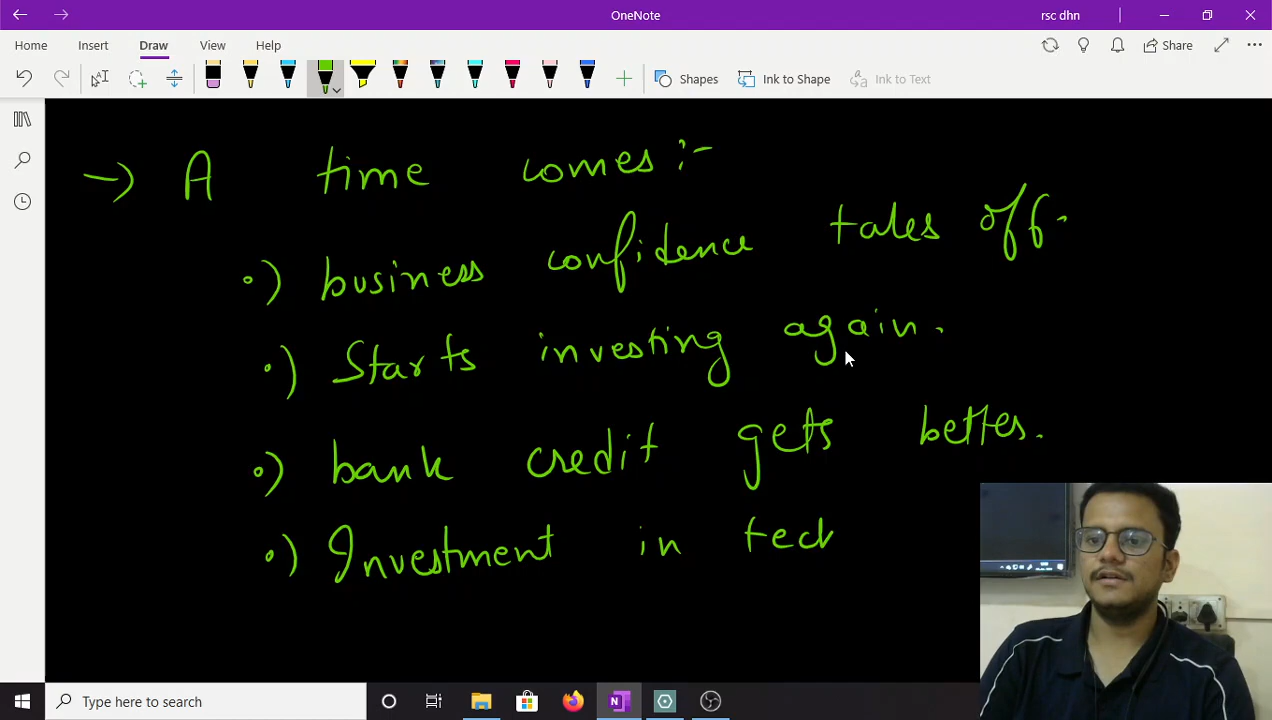 OneNote
rsc dhn
Home Insert Draw View Help
Share
Shapes Ink to Shape Ink to Text
→ A time comes :-
•) business confidence takes off.
•) Starts investing again.
•) bank credit gets better.
•) Investment in tech
Type here to search